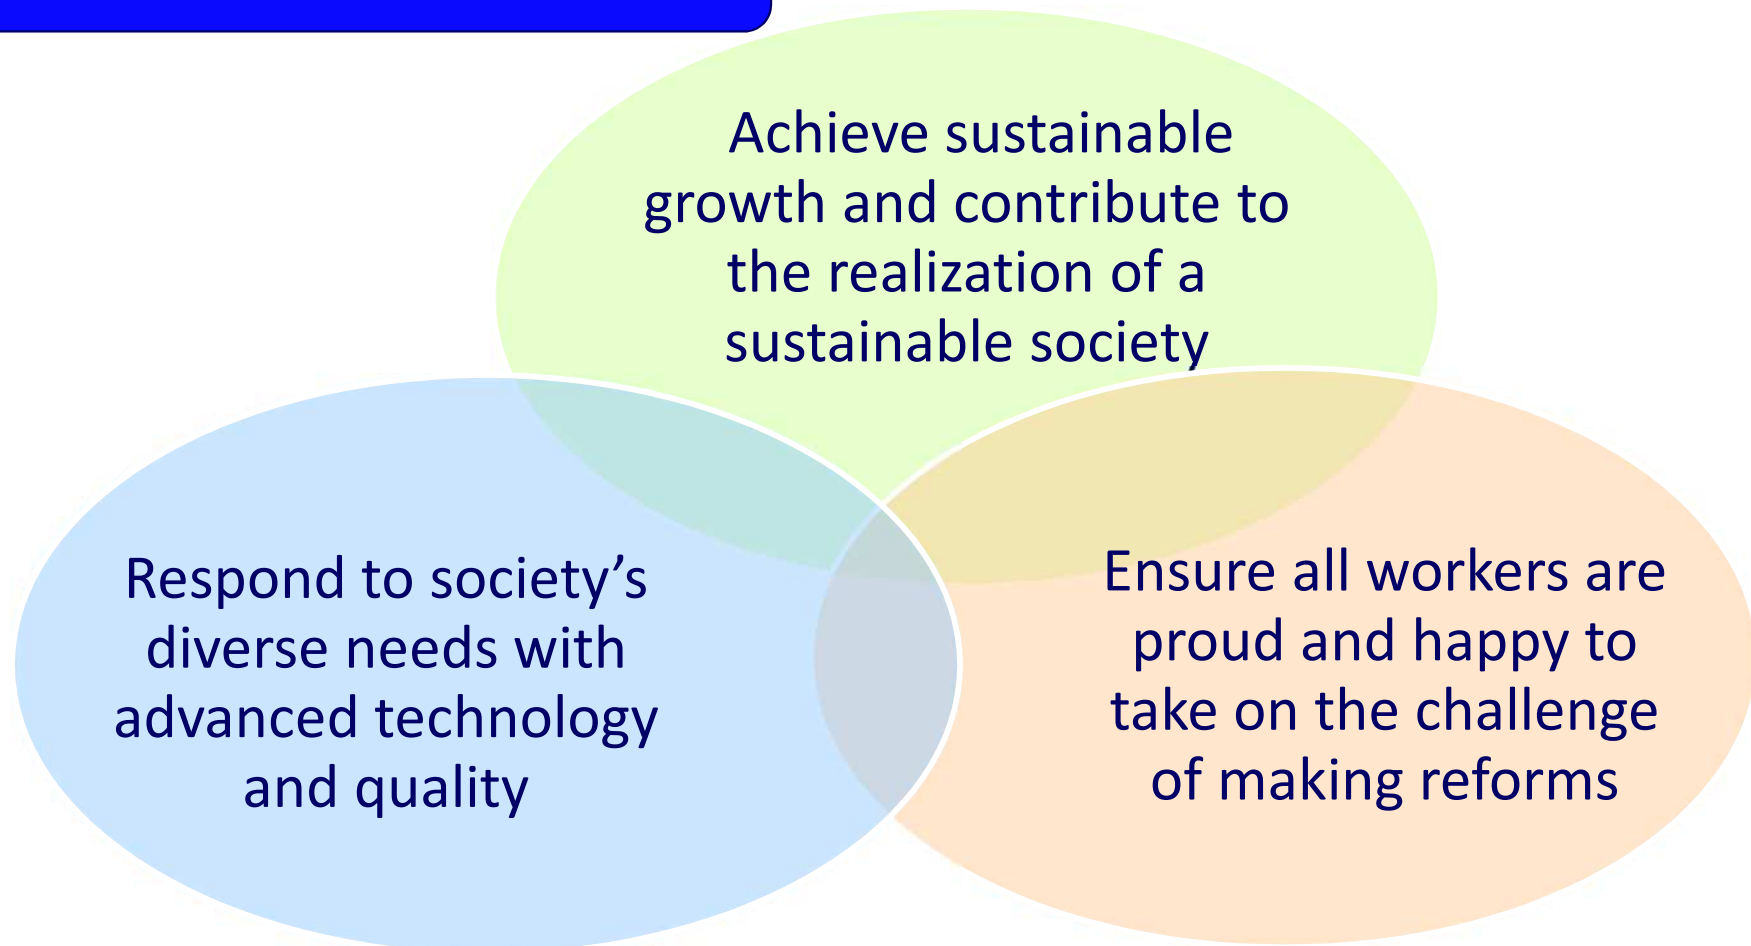 Achieve sustainable
growth and contribute to
the realization of a
sustainable society
Respond to society’s
diverse needs with
advanced technology
and quality
Ensure all workers are
proud and happy to
take on the challenge
of making reforms